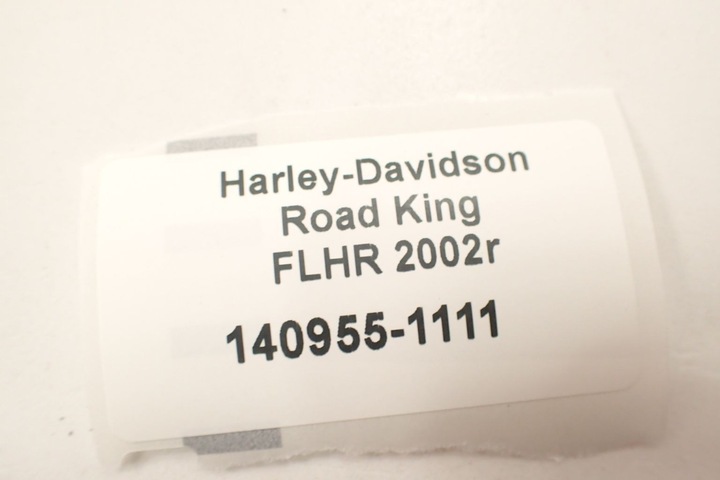 Harley-Davidson
Road King
FLHR 2002r
140955-1111